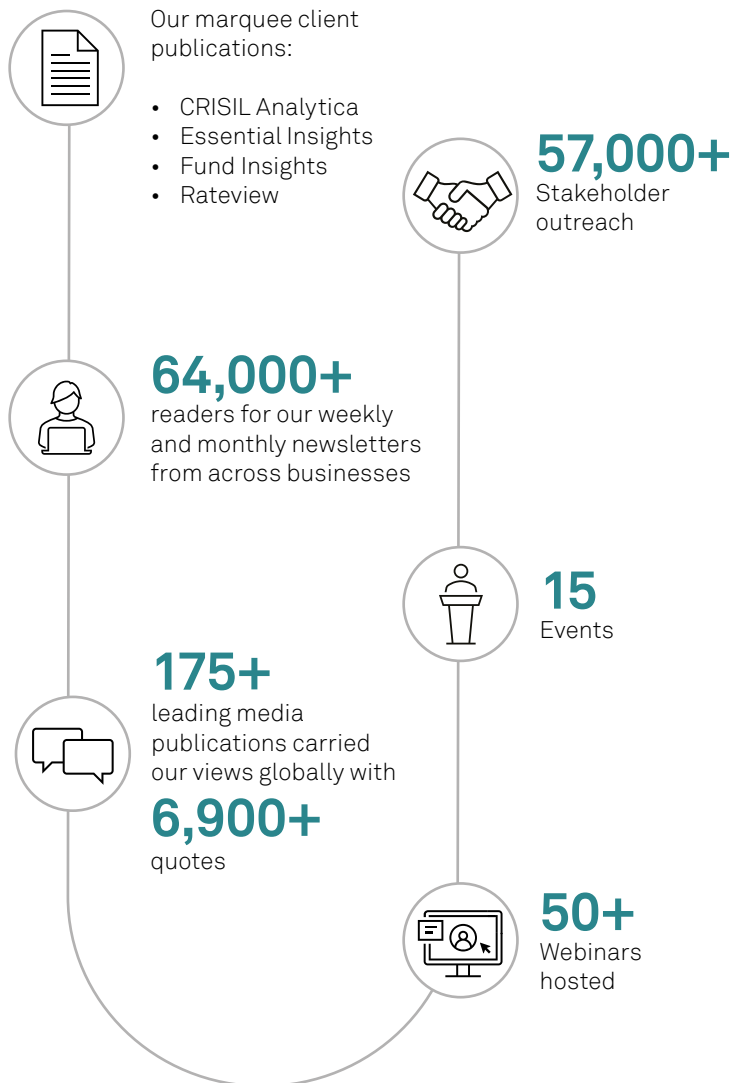 Our marquee client
publications:
• CRISIL Analytica
• Essential Insights
• Fund Insights
• Rateview
64,000+
readers for our weekly
and monthly newsletters
from across businesses
175+
leading media
publications carried
our views globally with
6,900+
quotes
50+
Webinars
hosted
15
Events
57,000+
Stakeholder
outreach